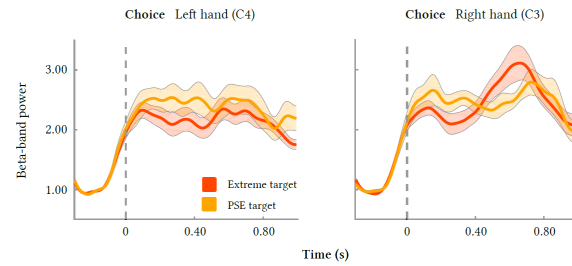 Choice Left hand (C4)
Choice Right hand (C3)
Beta-band power
3.00
2.00
1.00
Extreme target
PSE target
0 0.40 0.80
0 0.40 0.80
Time (s)